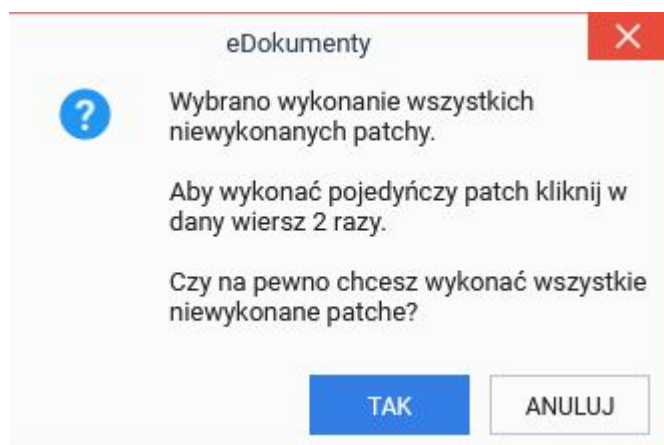 eDokumenty
Wybrano wykonanie wszystkich
niewykonanych patchy.
Aby wykonać pojedyńczy patch kliknij w
dany wiersz 2 razy.
Czy na pewno chcesz wykonać wszystkie
niewykonane patche?
TAK
ANULUJ